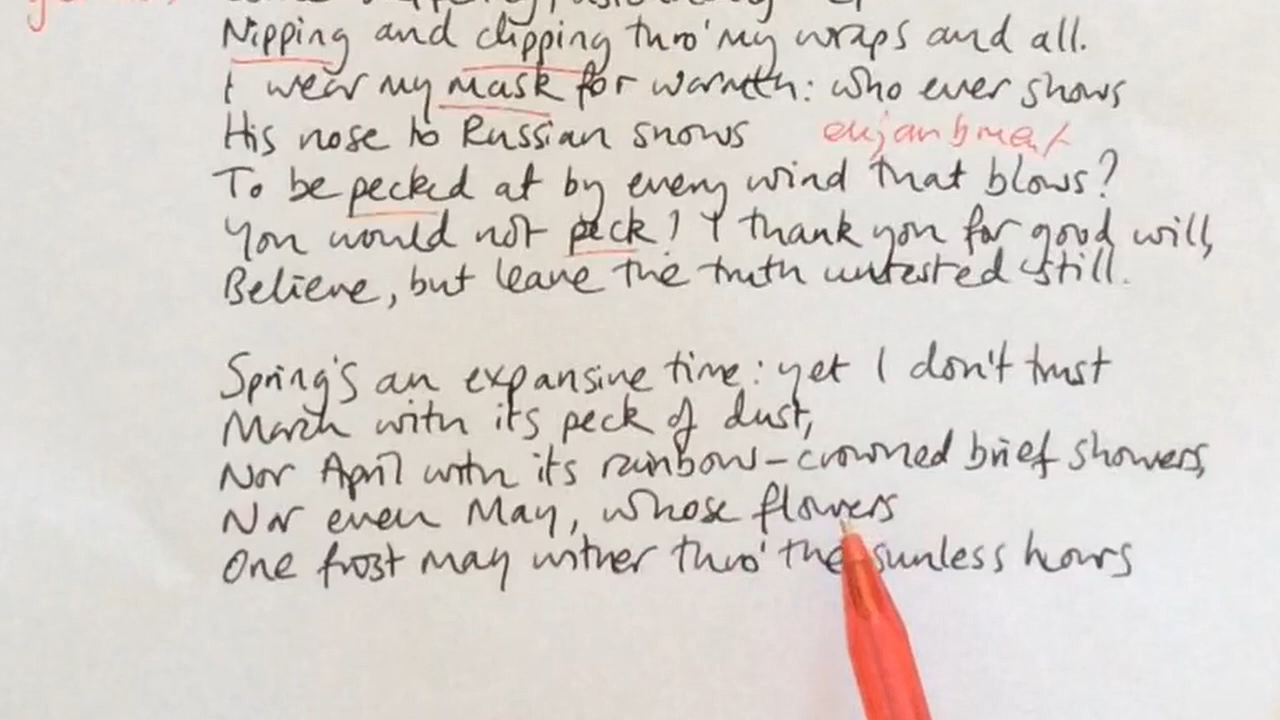 Nipping and clipping thro' my wraps and all.
I wear my mask for warmth: who ever shows
His nose to Russian snows enjambment
To be pecked at by every wind that blows?
You would not peck? I thank you for good will,
Believe, but leave the truth untested still.
Spring's an expansive time: yet I don't trust
March with its peck of dust,
Nor April with its rainbow-crowned brief showers,
Nor even May, whose flowers
One frost may wither thro' the sunless hours